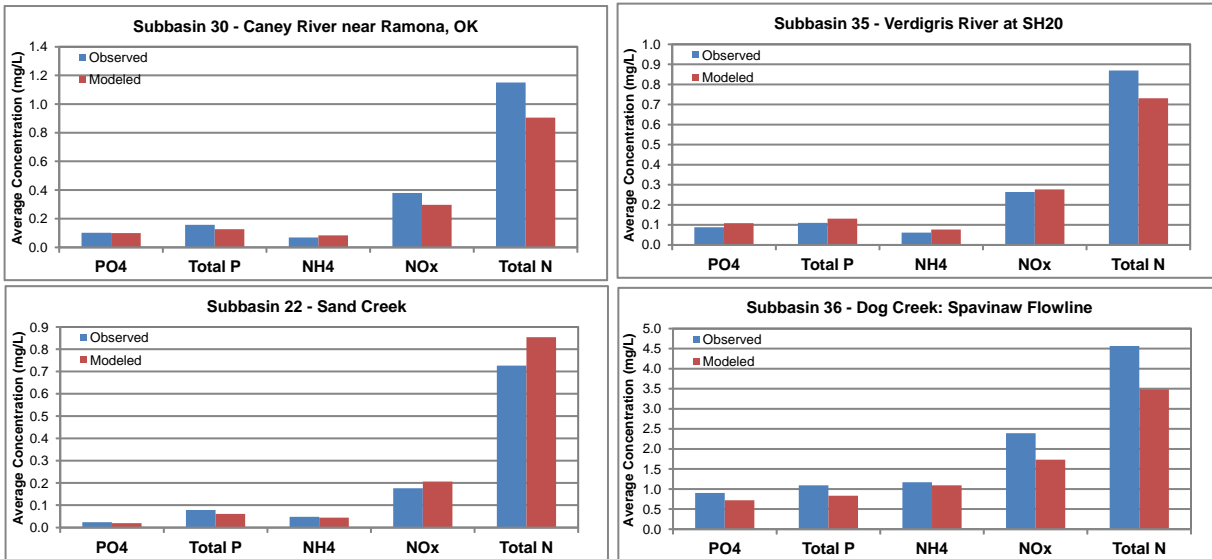 Subbasin 30 - Caney River near Ramona, OK
Average Concentration (mg/L)
1.4
1.2
1.0
0.8
0.6
0.4
0.2
0.0
Observed
Modeled
PO4 Total P NH4 NOx Total N
Subbasin 35 - Verdigris River at SH20
Average Concentration (mg/L)
1.0
0.9
0.8
0.7
0.6
0.5
0.4
0.3
0.2
0.1
0.0
Observed
Modeled
PO4 Total P NH4 NOx Total N
Subbasin 22 - Sand Creek
Average Concentration (mg/L)
0.9
0.8
0.7
0.6
0.5
0.4
0.3
0.2
0.1
0.0
Observed
Modeled
PO4 Total P NH4 NOx Total N
Subbasin 36 - Dog Creek: Spavinaw Flowline
Average Concentration (mg/L)
5.0
4.5
4.0
3.5
3.0
2.5
2.0
1.5
1.0
0.5
0.0
Observed
Modeled
PO4 Total P NH4 NOx Total N